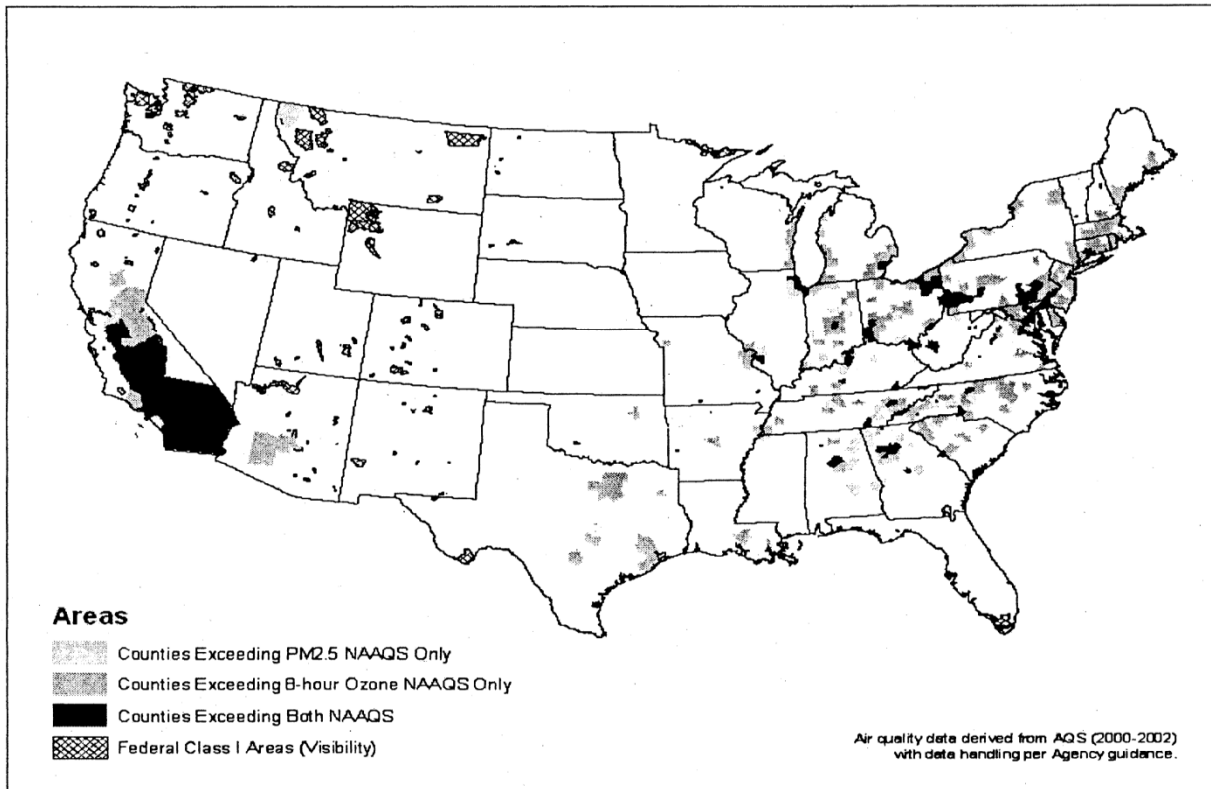 Areas
Counties Exceeding PM2.5 NAAQS Only
Counties Exceeding 8-hour Ozone NAAQS Only
Counties Exceeding Both NAAQS
Federal Class I Areas (Visibility)
Air quality data derived from AQS (2000-2002)
with data handling per Agency guidance.